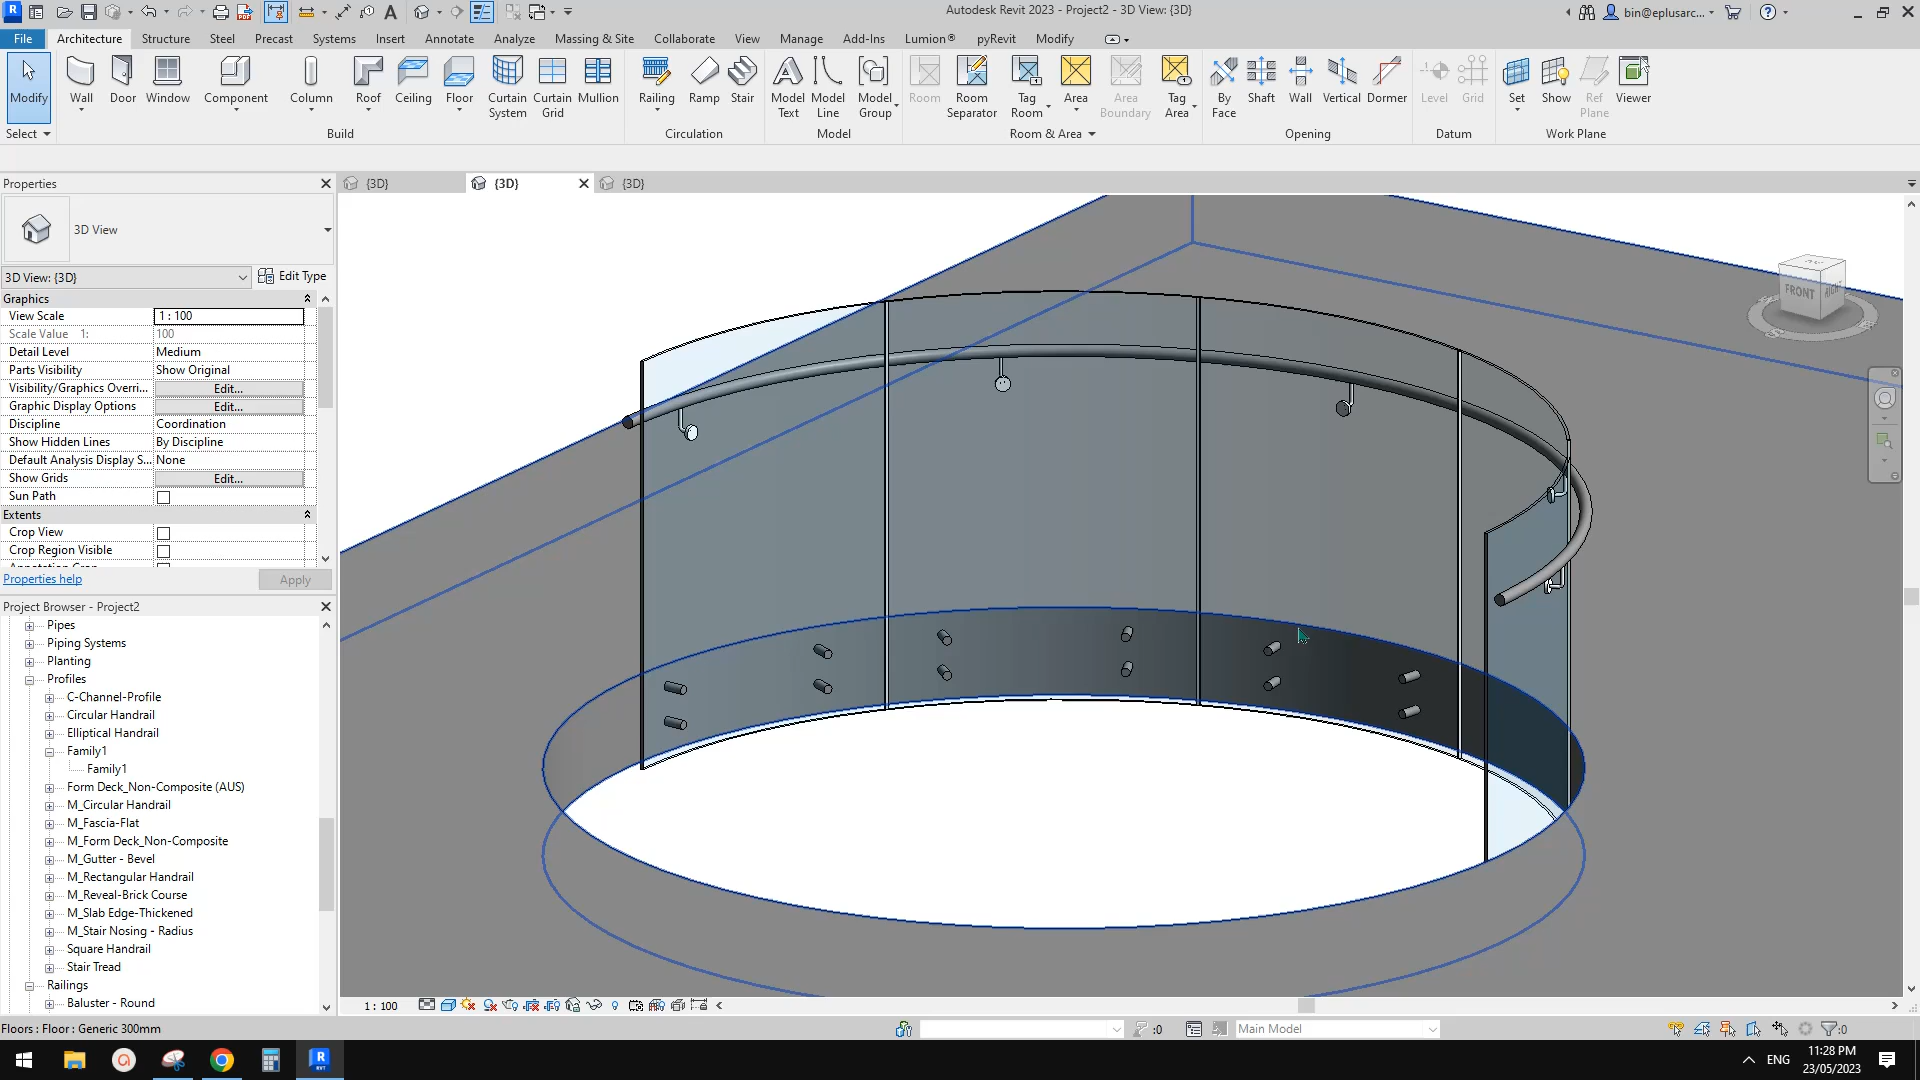 Autodesk Revit 2023 - Project2 - 3D View: {3D}
bin@eplusarc...
File Architecture Structure Steel Precast Systems Insert Annotate Analyze Massing & Site Collaborate View Manage Add-Ins Lumion® pyRevit Modify
Modify Wall Door Window Component Column Roof Ceiling Floor Curtain System Curtain Grid Mullion Railing Ramp Stair Model Text Model Line Model Group Room Room Separator Tag Room Area Area Boundary Tag Area By Face Shaft Wall Vertical Dormer Level Grid Set Show Ref Plane Viewer
Select Build Circulation Model Room & Area Opening Datum Work Plane
Properties
{3D} {3D} {3D}
3D View
3D View: {3D} Edit Type
Graphics
View Scale 1 : 100
Scale Value 1: 100
Detail Level Medium
Parts Visibility Show Original
Visibility/Graphics Overri... Edit...
Graphic Display Options Edit...
Discipline Coordination
Show Hidden Lines By Discipline
Default Analysis Display S... None
Show Grids Edit...
Sun Path
Extents
Crop View
Crop Region Visible
Properties help Apply
FRONT RIGHT
Project Browser - Project2
Pipes
Piping Systems
Planting
Profiles
C-Channel-Profile
Circular Handrail
Elliptical Handrail
Family1
Family1
Form Deck_Non-Composite (AUS)
M_Circular Handrail
M_Fascia-Flat
M_Form Deck_Non-Composite
M_Gutter - Bevel
M_Rectangular Handrail
M_Reveal-Brick Course
M_Slab Edge-Thickened
M_Stair Nosing - Radius
Square Handrail
Stair Tread
Railings
Baluster - Round
1 : 100
Floors : Floor : Generic 300mm
:0 Main Model :0
ENG
11:28 PM
23/05/2023